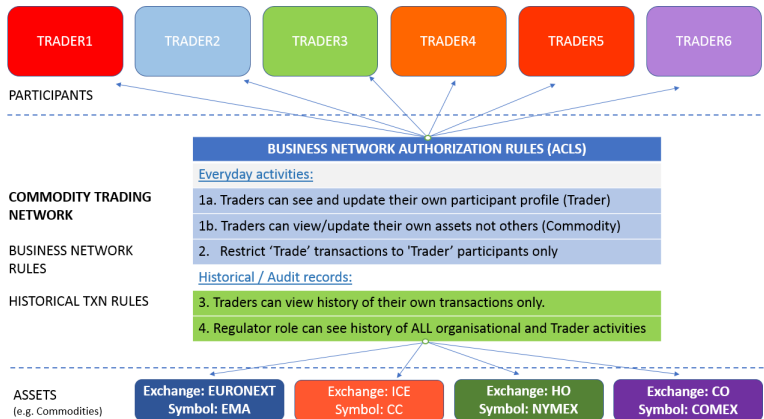 TRADER1 TRADER2 TRADER3 TRADER4 TRADER5 TRADER6
PARTICIPANTS
BUSINESS NETWORK AUTHORIZATION RULES (ACLS)
Everyday activities:
COMMODITY TRADING
NETWORK
1a. Traders can see and update their own participant profile (Trader)
1b. Traders can view/update their own assets not others (Commodity)
BUSINESS NETWORK
RULES
2. Restrict ‘Trade’ transactions to 'Trader’ participants only
Historical / Audit records:
HISTORICAL TXN RULES
3. Traders can view history of their own transactions only.
4. Regulator role can see history of ALL organisational and Trader activities
ASSETS
(e.g. Commodities)
Exchange: EURONEXT
Symbol: EMA
Exchange: ICE
Symbol: CC
Exchange: HO
Symbol: NYMEX
Exchange: CO
Symbol: COMEX